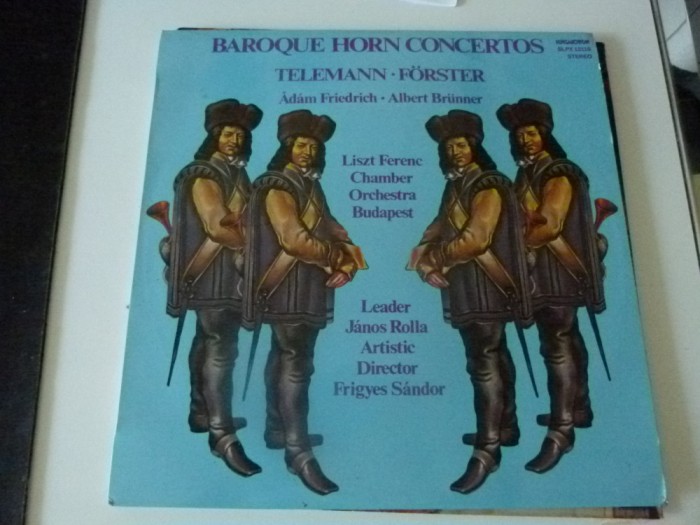 BAROQUE HORN CONCERTOS
STEREO
TELEMANN · FÖRSTER
Ádám Friedrich · Albert Brünner
Liszt Ferenc
Chamber
Orchestra
Budapest
Leader
János Rolla
Artistic
Director
Frigyes Sándor